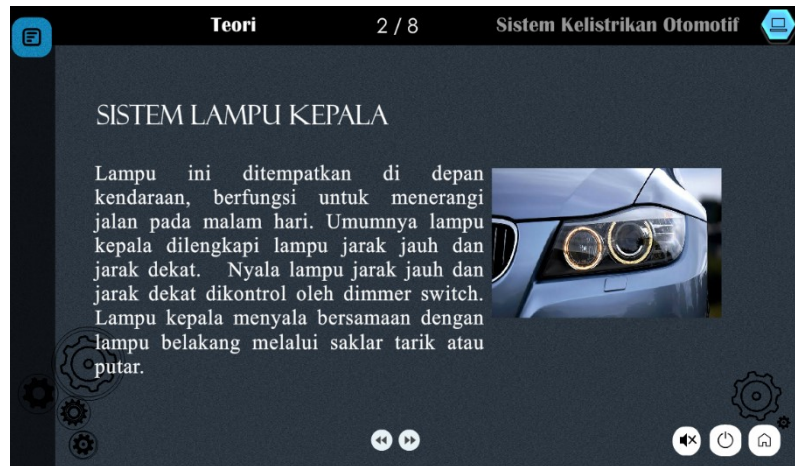 Teori
2 / 8
Sistem Kelistrikan Otomotif
SISTEM LAMPU KEPALA
Lampu ini ditempatkan di depan
kendaraan, berfungsi untuk menerangi
jalan pada malam hari. Umumnya lampu
kepala dilengkapi lampu jarak jauh dan
jarak dekat. Nyala lampu jarak jauh dan
jarak dekat dikontrol oleh dimmer switch.
Lampu kepala menyala bersamaan dengan
lampu belakang melalui saklar tarik atau
putar.